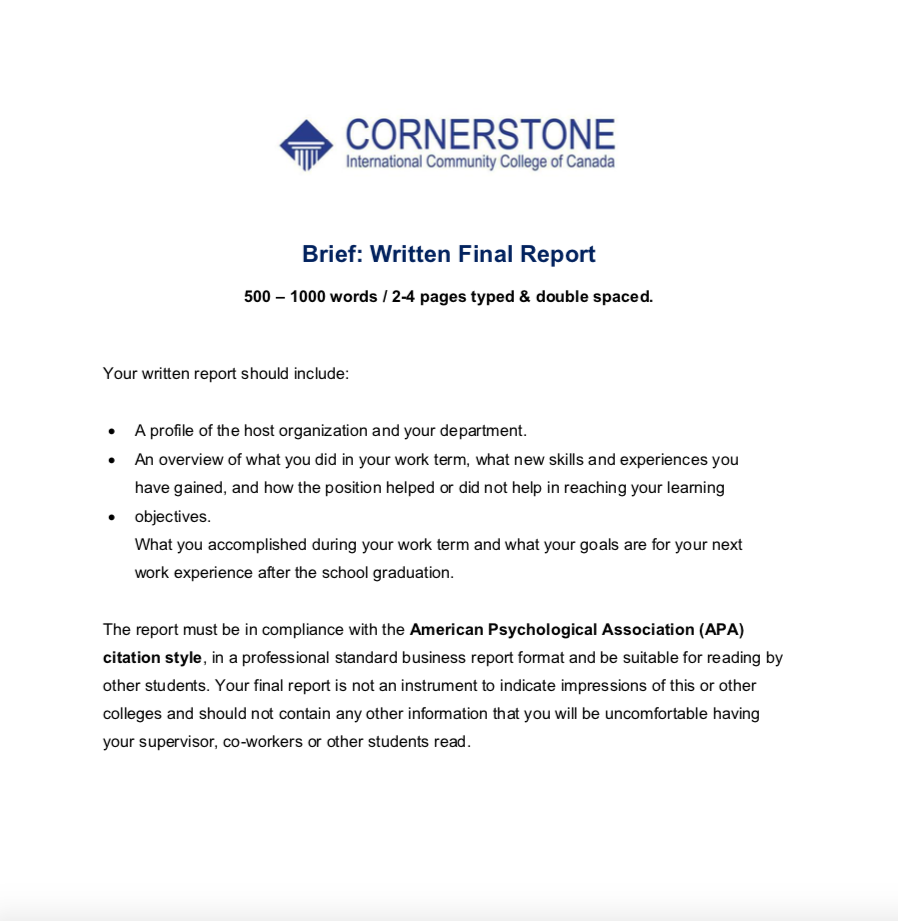 CORNERSTONE
International Community College of Canada
Brief: Written Final Report
500 – 1000 words / 2-4 pages typed & double spaced.
Your written report should include:
• A profile of the host organization and your department.
• An overview of what you did in your work term, what new skills and experiences you
have gained, and how the position helped or did not help in reaching your learning
• objectives.
What you accomplished during your work term and what your goals are for your next
work experience after the school graduation.
The report must be in compliance with the American Psychological Association (APA)
citation style, in a professional standard business report format and be suitable for reading by
other students. Your final report is not an instrument to indicate impressions of this or other
colleges and should not contain any other information that you will be uncomfortable having
your supervisor, co-workers or other students read.